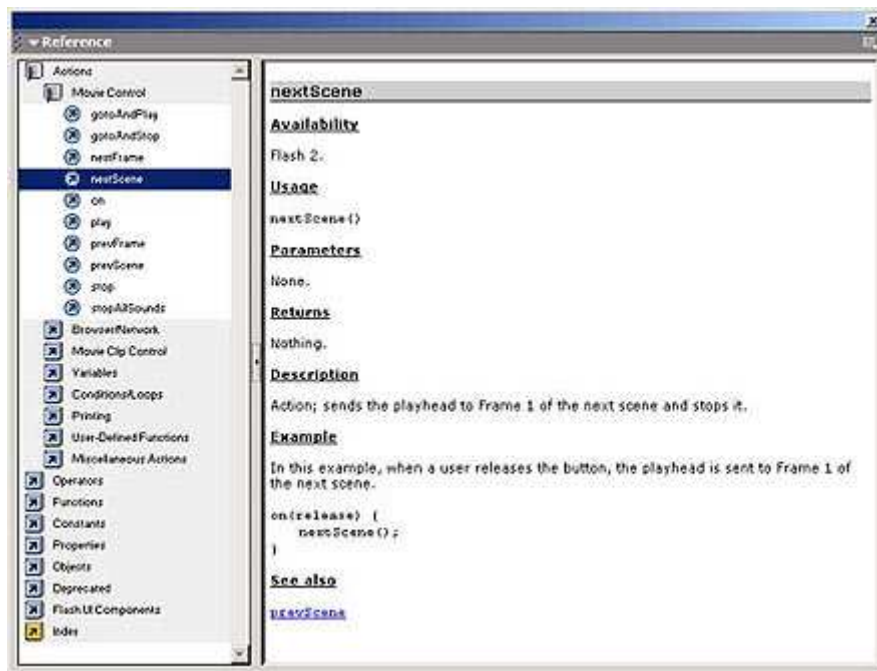 Reference
Actions
Movie Control
gotoAndPlay
gotoAndStop
nextFrame
nextScene
on
play
prevFrame
prevScene
stop
stopAllSounds
Browser/Network
Movie Clip Control
Variables
Conditions/Loops
Printing
User-Defined Functions
Miscellaneous Actions
Operators
Functions
Constants
Properties
Objects
Deprecated
Flash UI Components
Index
nextScene
Availability
Flash 2.
Usage
nextScene()
Parameters
None.
Returns
Nothing.
Description
Action; sends the playhead to Frame 1 of the next scene and stops it.
Example
In this example, when a user releases the button, the playhead is sent to Frame 1 of
the next scene.
on(release) {
nextScene();
}
See also
prevScene